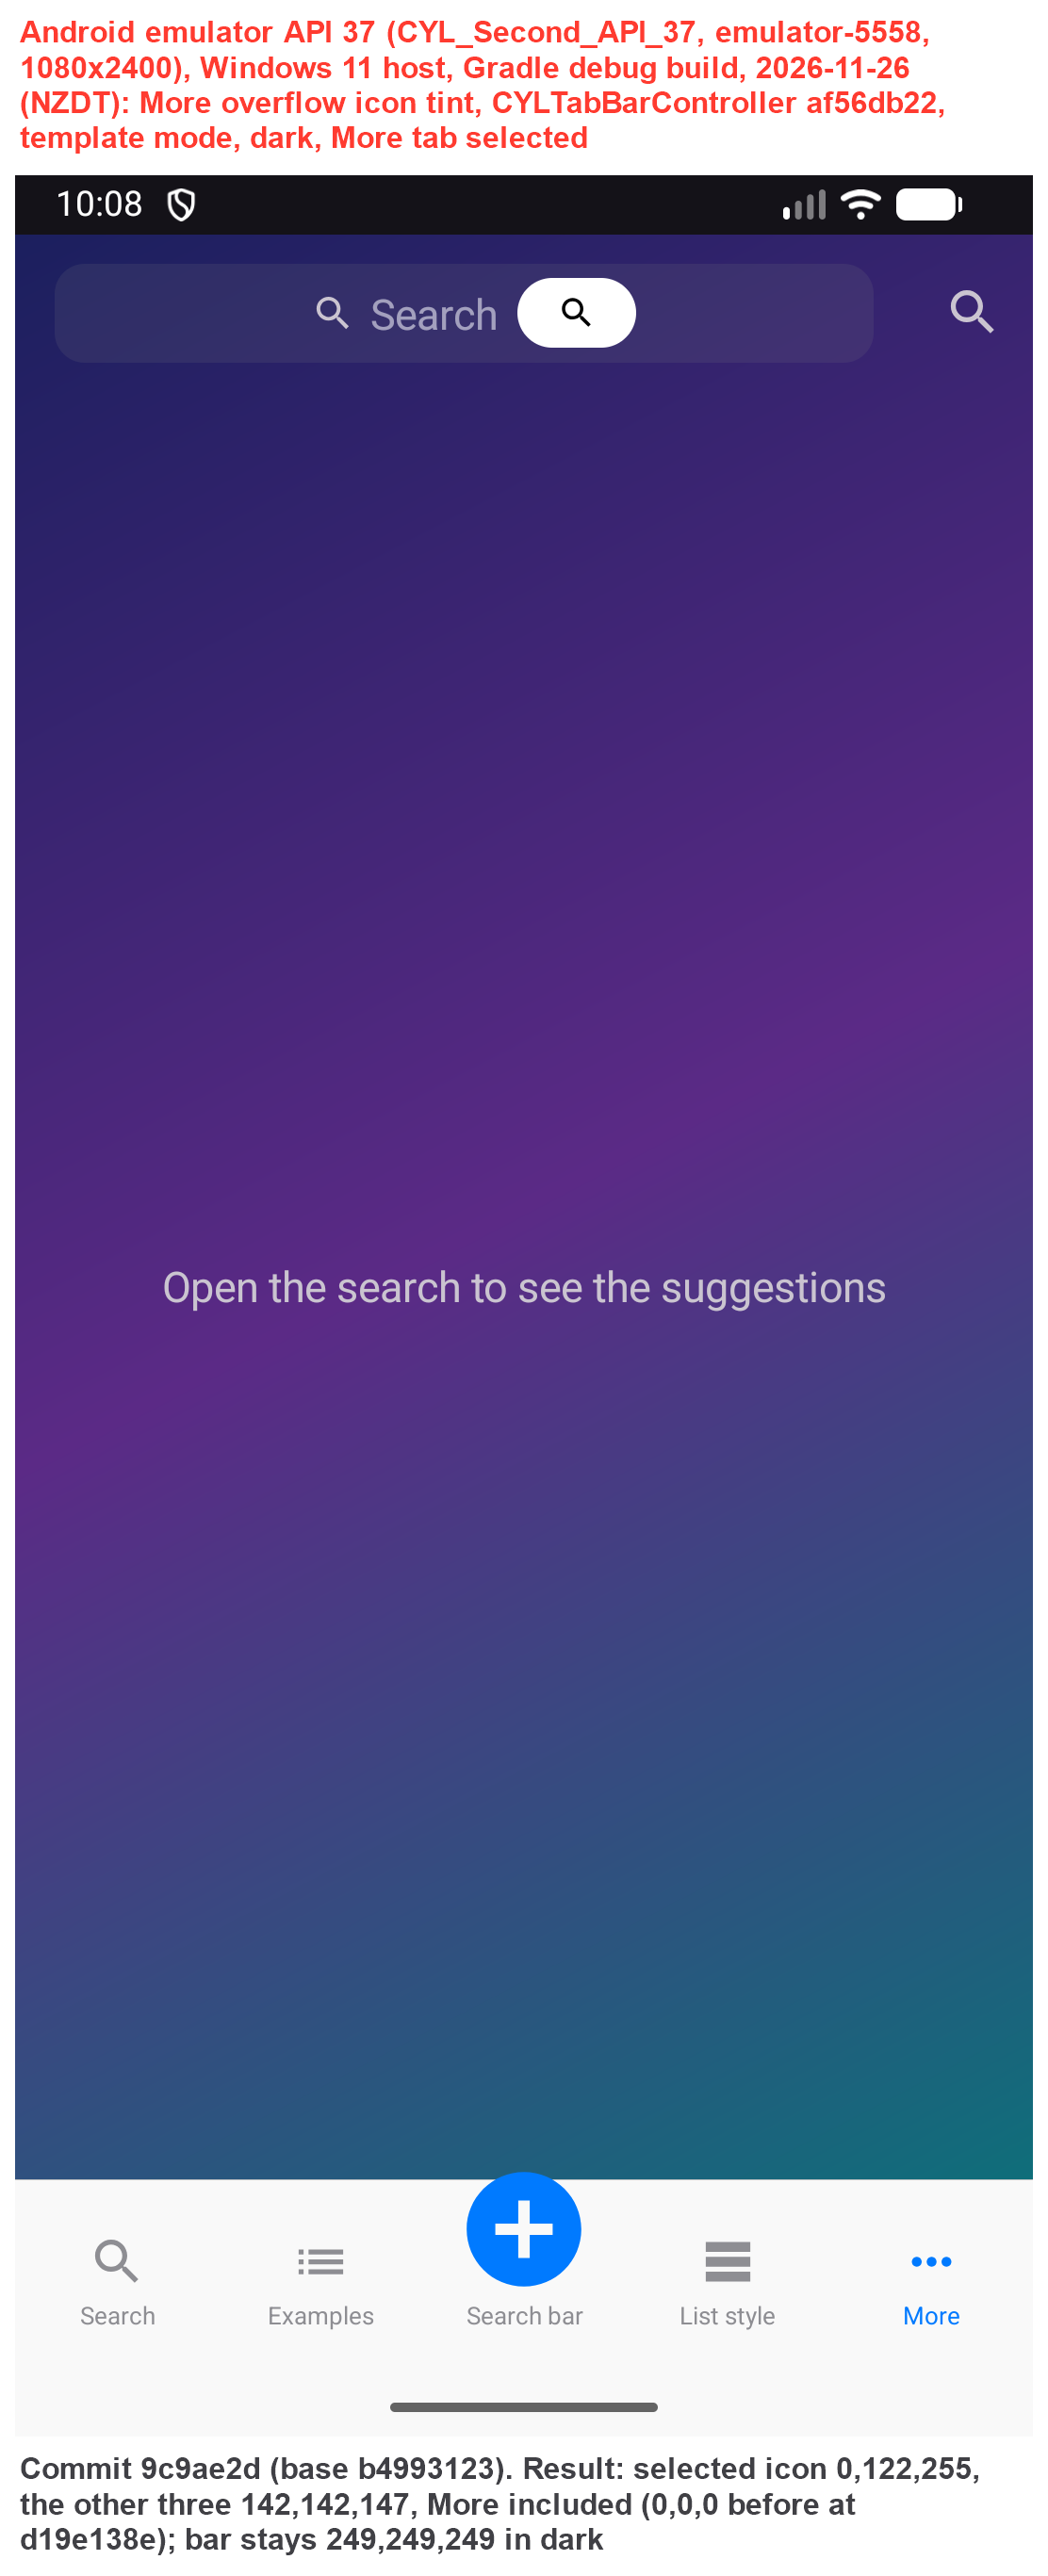 Android emulator API 37 (CYL_Second_API_37, emulator-5558,
1080x2400), Windows 11 host, Gradle debug build, 2026-11-26
(NZDT): More overflow icon tint, CYLTabBarController af56db22,
template mode, dark, More tab selected
10:08
Search
Open the search to see the suggestions
Search
Examples
Search bar
List style
More
Commit 9c9ae2d (base b4993123). Result: selected icon 0,122,255,
the other three 142,142,147, More included (0,0,0 before at
d19e138e); bar stays 249,249,249 in dark